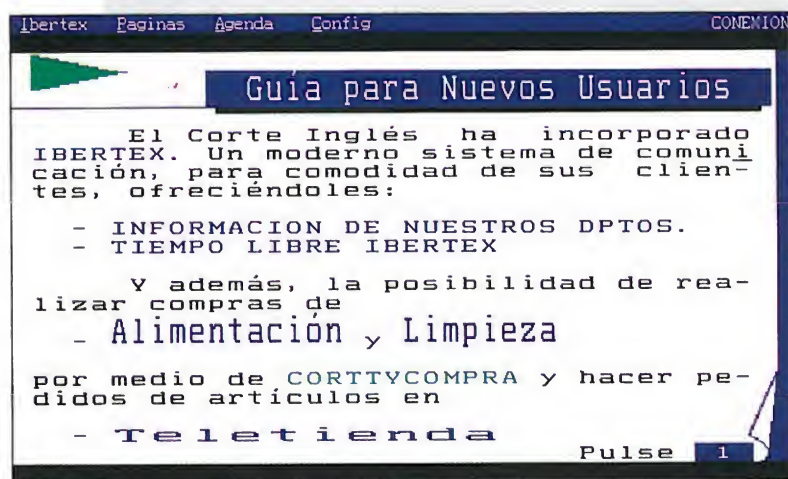 Ibertex Paginas Agenda Config CONEXION
Guía para Nuevos Usuarios
El Corte Inglés ha incorporado
IBERTEX. Un moderno sistema de comuni
cación, para comodidad de sus clien-
tes, ofreciéndoles:
- INFORMACION DE NUESTROS DPTOS.
- TIEMPO LIBRE IBERTEX
Y además, la posibilidad de rea-
lizar compras de
- Alimentación y Limpieza
por medio de CORTTYCOMPRA y hacer pe-
didos de artículos en
- Teletienda
Pulse 1